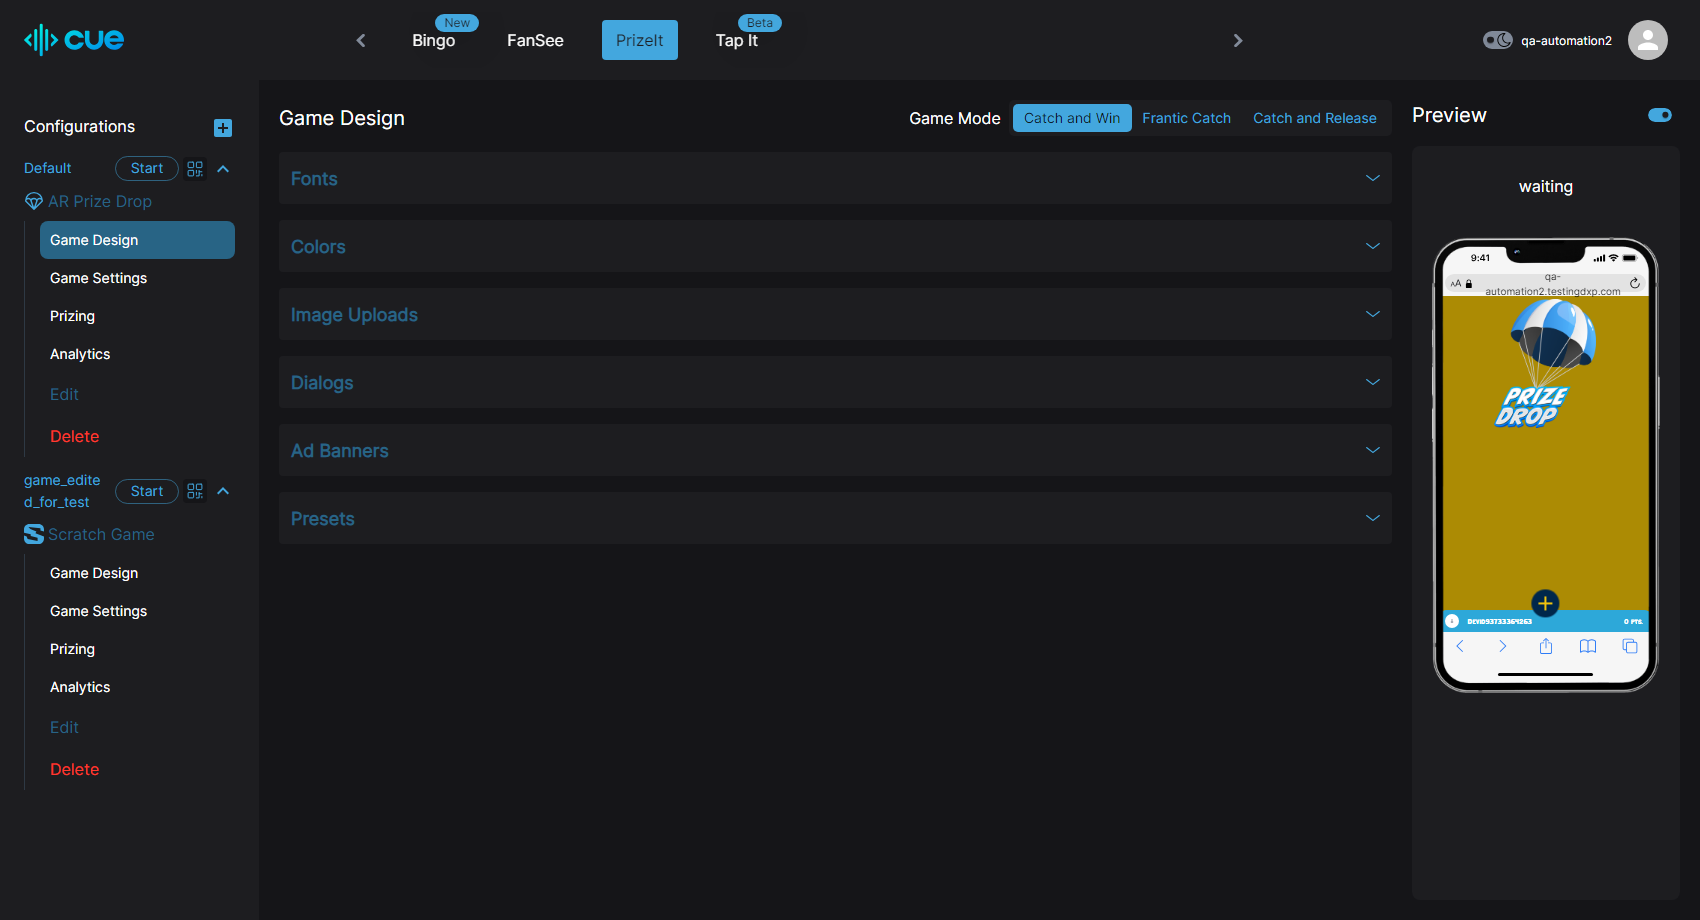 cue
New
Bingo
FanSee
PrizeIt
Beta
Tap It
qa-automation2
Configurations
Default
Start
AR Prize Drop
Game Design
Game Settings
Prizing
Analytics
Edit
Delete
game_edite
d_for_test
Start
Scratch Game
Game Design
Game Settings
Prizing
Analytics
Edit
Delete
Game Design
Game Mode
Catch and Win
Frantic Catch
Catch and Release
Fonts
Colors
Image Uploads
Dialogs
Ad Banners
Presets
Preview
waiting
9:41
AA
qa-
automation2.testingdxp.com
PRIZE
DROP
0 PTS.